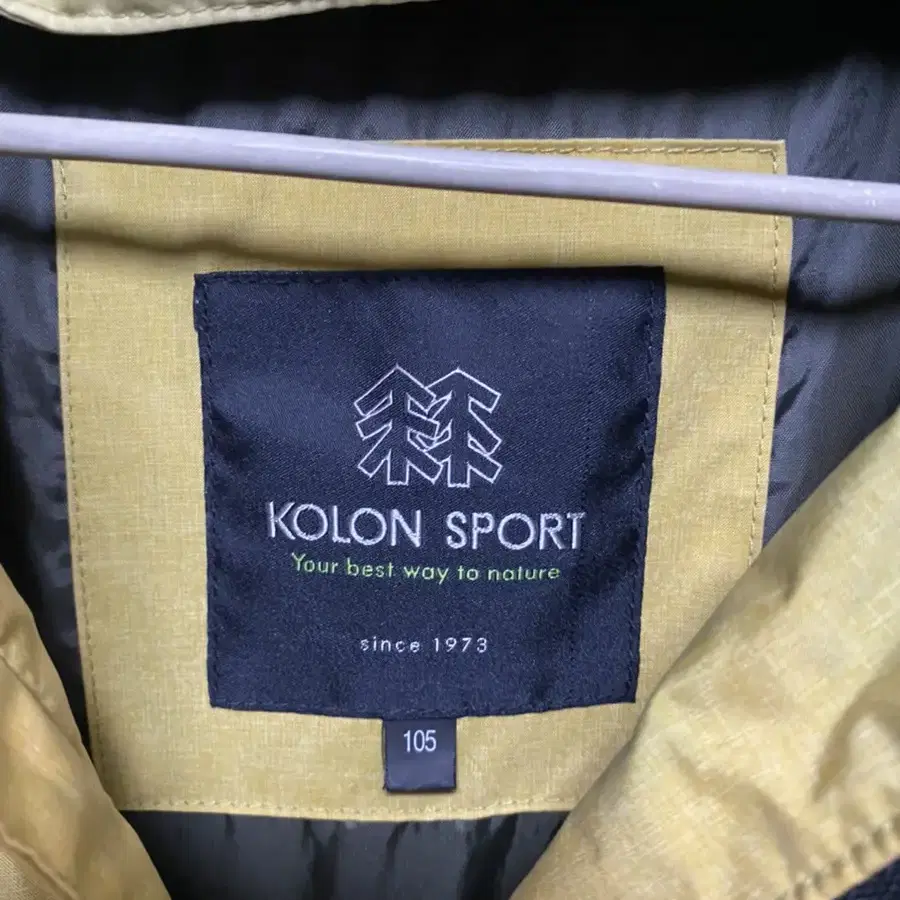 KOLON SPORT
Your best way to nature
since 1973
105